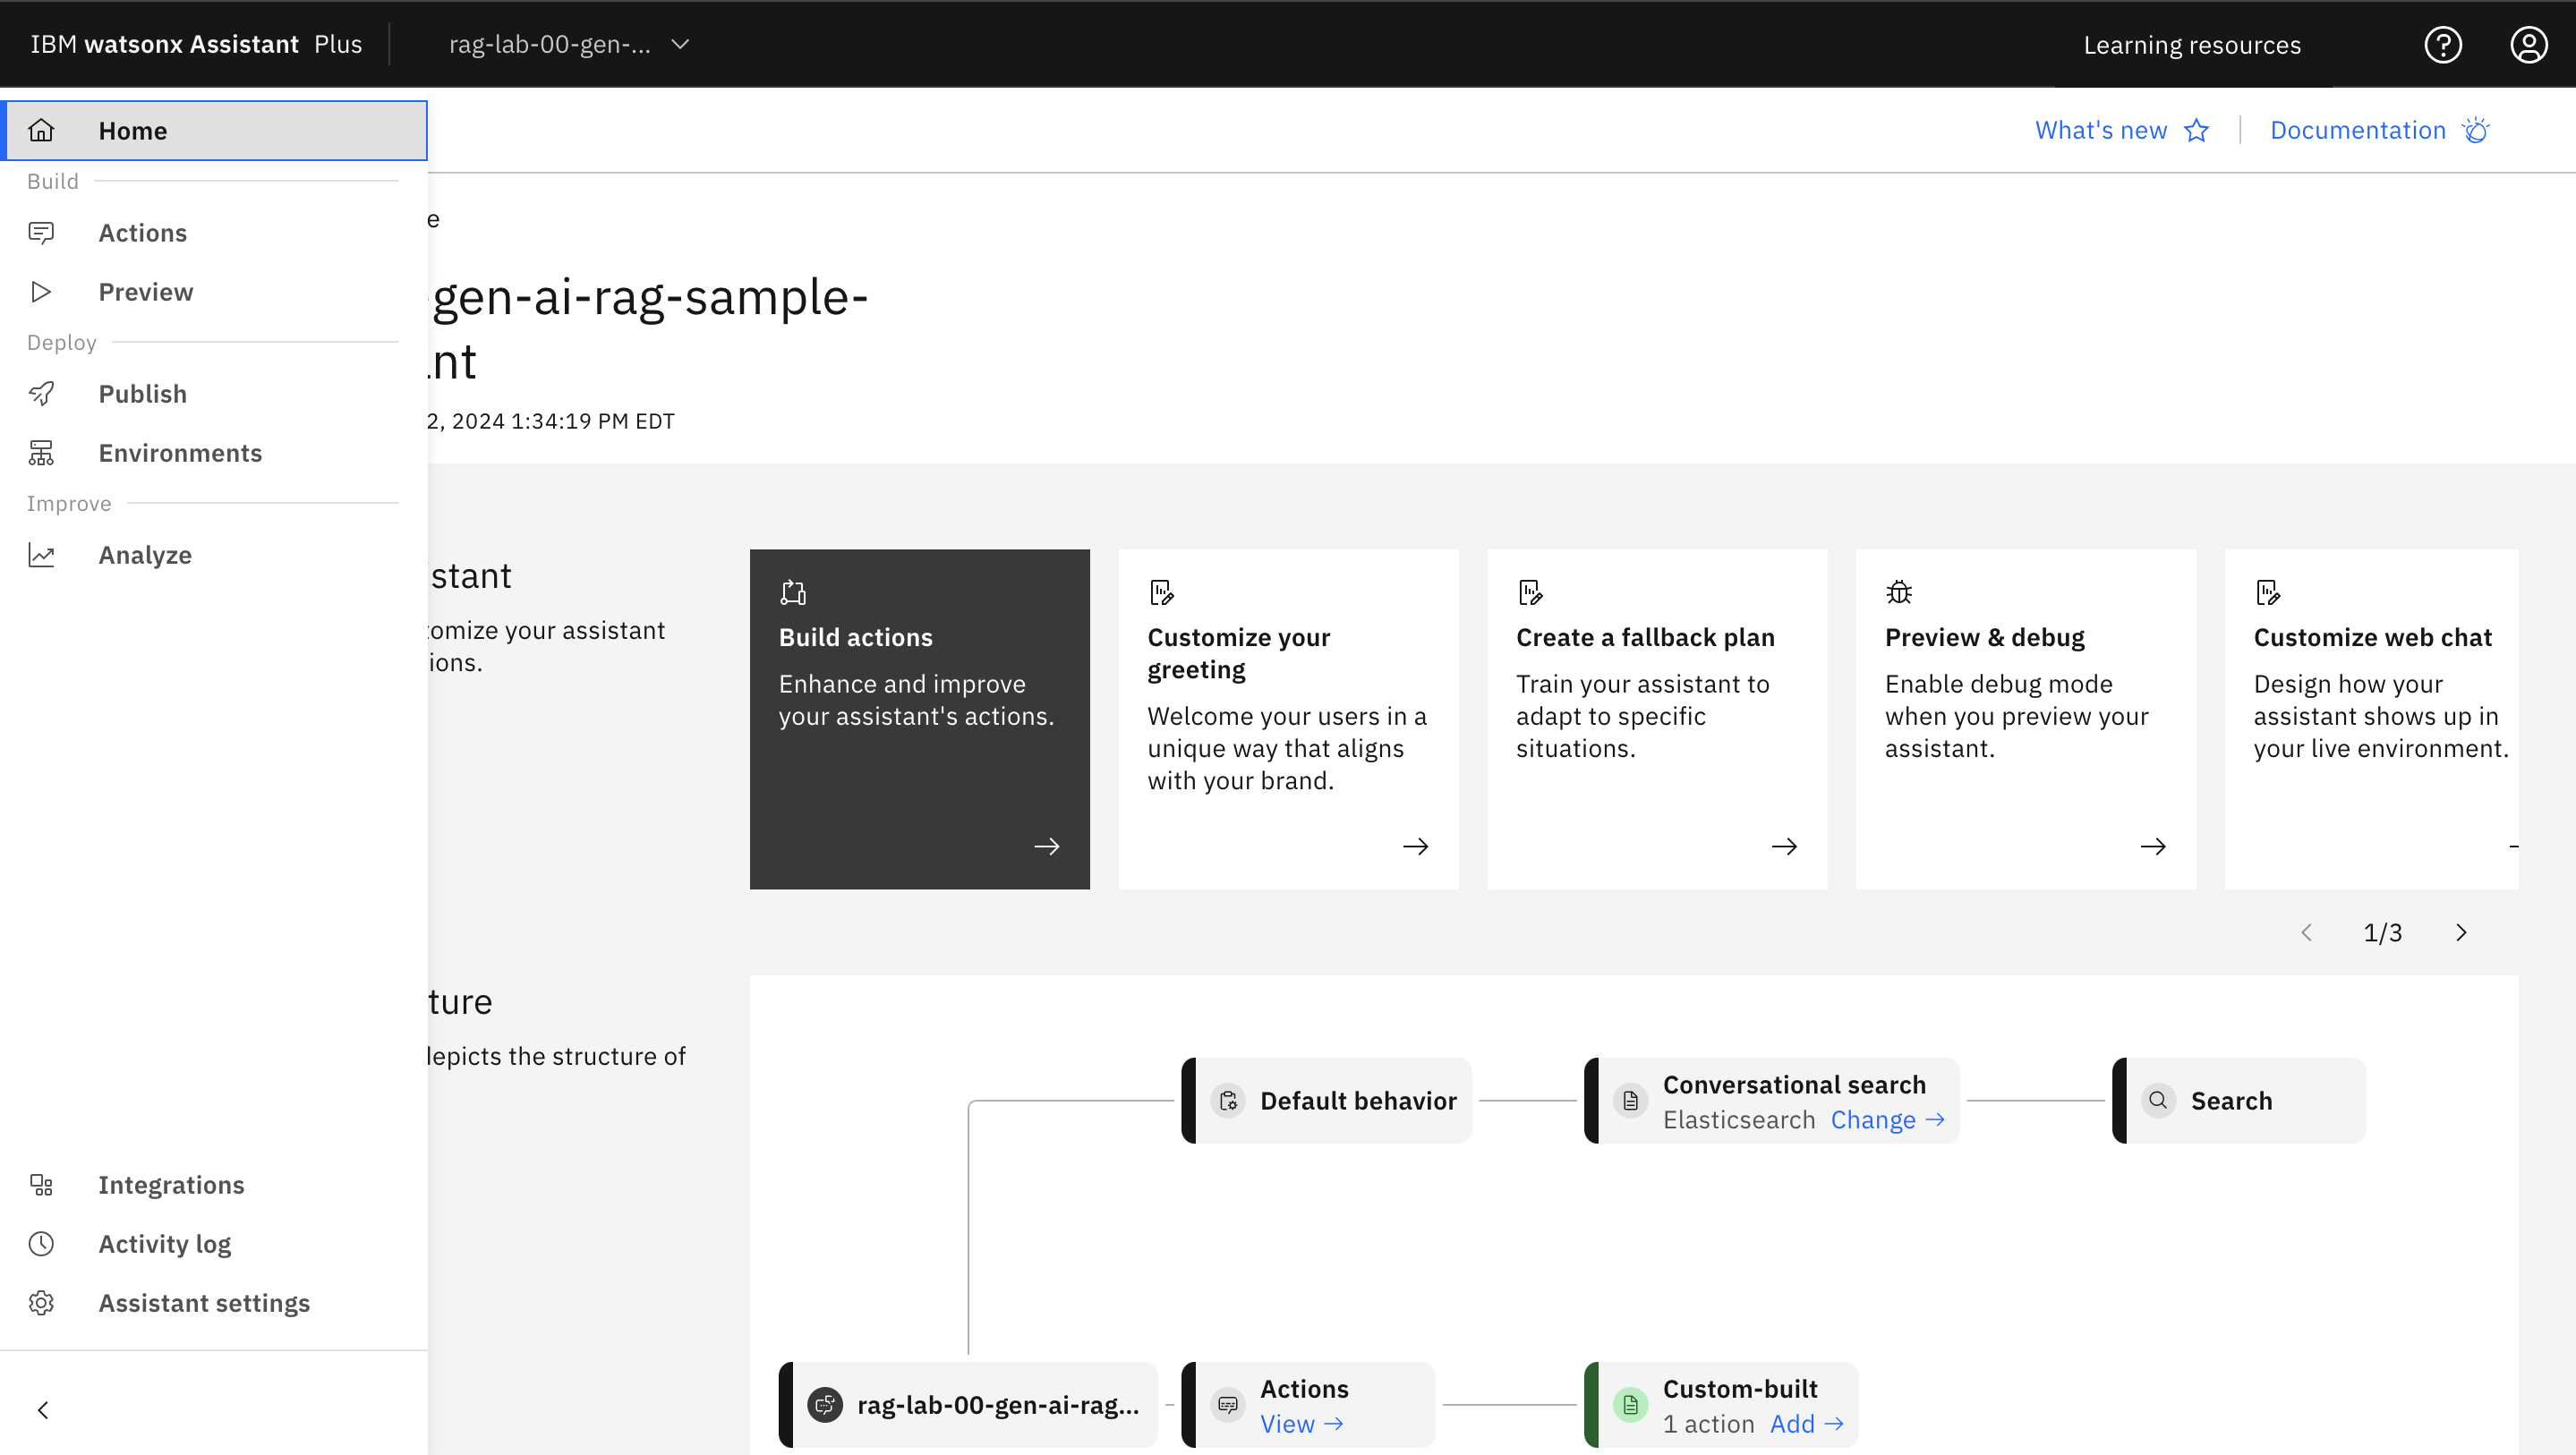 IBM watsonx Assistant Plus
rag-lab-00-gen-...
Learning resources
Home
What's new
Documentation
Build
Actions
Preview
Deploy
Publish
Environments
Improve
Analyze
Integrations
Activity log
Assistant settings
e
gen-ai-rag-sample-
nt
2, 2024 1:34:19 PM EDT
stant
tomize your assistant
ions.
Build actions
Enhance and improve
your assistant's actions.
Customize your
greeting
Welcome your users in a
unique way that aligns
with your brand.
Create a fallback plan
Train your assistant to
adapt to specific
situations.
Preview & debug
Enable debug mode
when you preview your
assistant.
Customize web chat
Design how your
assistant shows up in
your live environment.
1/3
ture
depicts the structure of
Default behavior
Conversational search
Elasticsearch Change →
Search
rag-lab-00-gen-ai-rag...
Actions
View →
Custom-built
1 action Add →